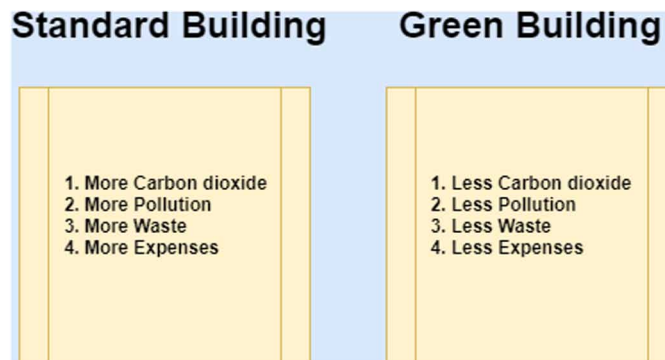 Standard Building
Green Building
1. More Carbon dioxide
2. More Pollution
3. More Waste
4. More Expenses
1. Less Carbon dioxide
2. Less Pollution
3. Less Waste
4. Less Expenses